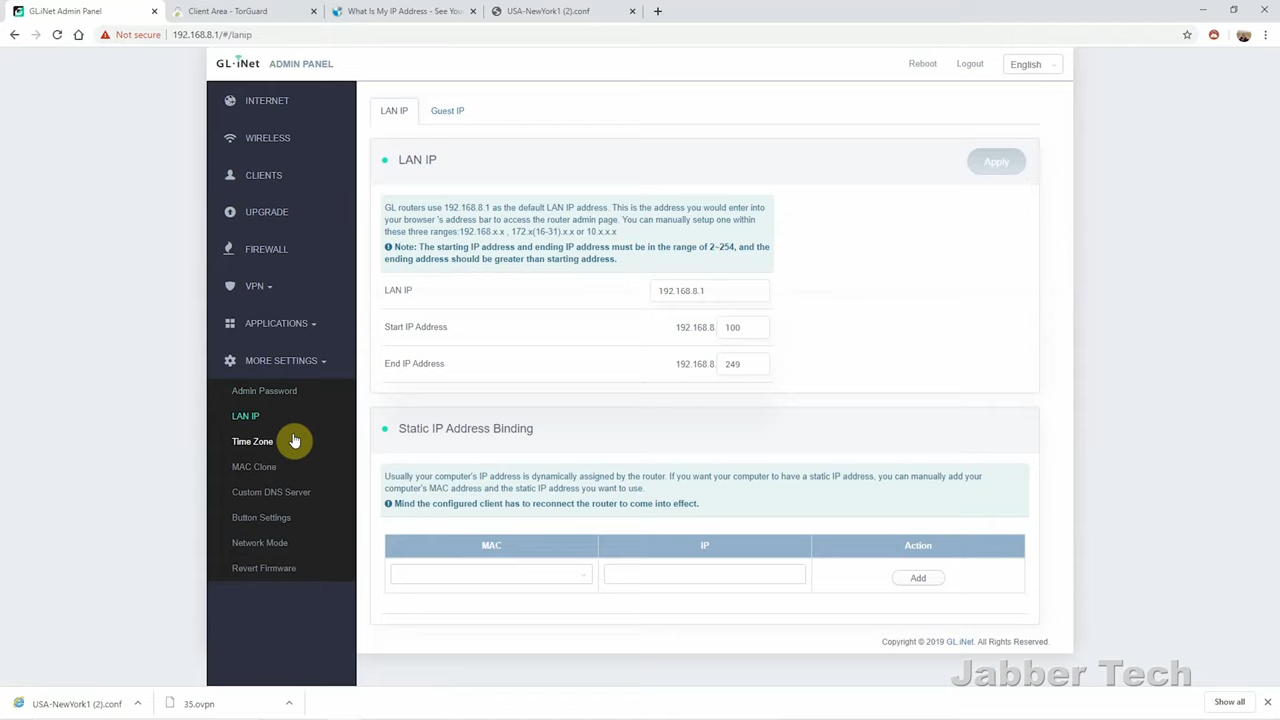 GL.iNet Admin Panel
Client Area - TorGuard
What Is My IP Address - See You
USA-NewYork1 (2).conf
Not secure
192.168.8.1/#/lanip
GL·iNet ADMIN PANEL
Reboot
Logout
English
INTERNET
WIRELESS
CLIENTS
UPGRADE
FIREWALL
VPN
APPLICATIONS
MORE SETTINGS
Admin Password
LAN IP
Time Zone
MAC Clone
Custom DNS Server
Button Settings
Network Mode
Revert Firmware
LAN IP
Guest IP
LAN IP
Apply
GL routers use 192.168.8.1 as the default LAN IP address. This is the address you would enter into
your browser 's address bar to access the router admin page. You can manually setup one within
these three ranges:192.168.x.x , 172.x(16-31).x.x or 10.x.x.x
Note: The starting IP address and ending IP address must be in the range of 2~254, and the
ending address should be greater than starting address.
LAN IP
192.168.8.1
Start IP Address
192.168.8. 100
End IP Address
192.168.8. 249
Static IP Address Binding
Usually your computer's IP address is dynamically assigned by the router. If you want your computer to have a static IP address, you can manually add your
computer's MAC address and the static IP address you want to use.
Mind the configured client has to reconnect the router to come into effect.
MAC
IP
Action
Add
Copyright © 2019 GL.iNet. All Rights Reserved.
Jabber Tech
USA-NewYork1 (2).conf
35.ovpn
Show all